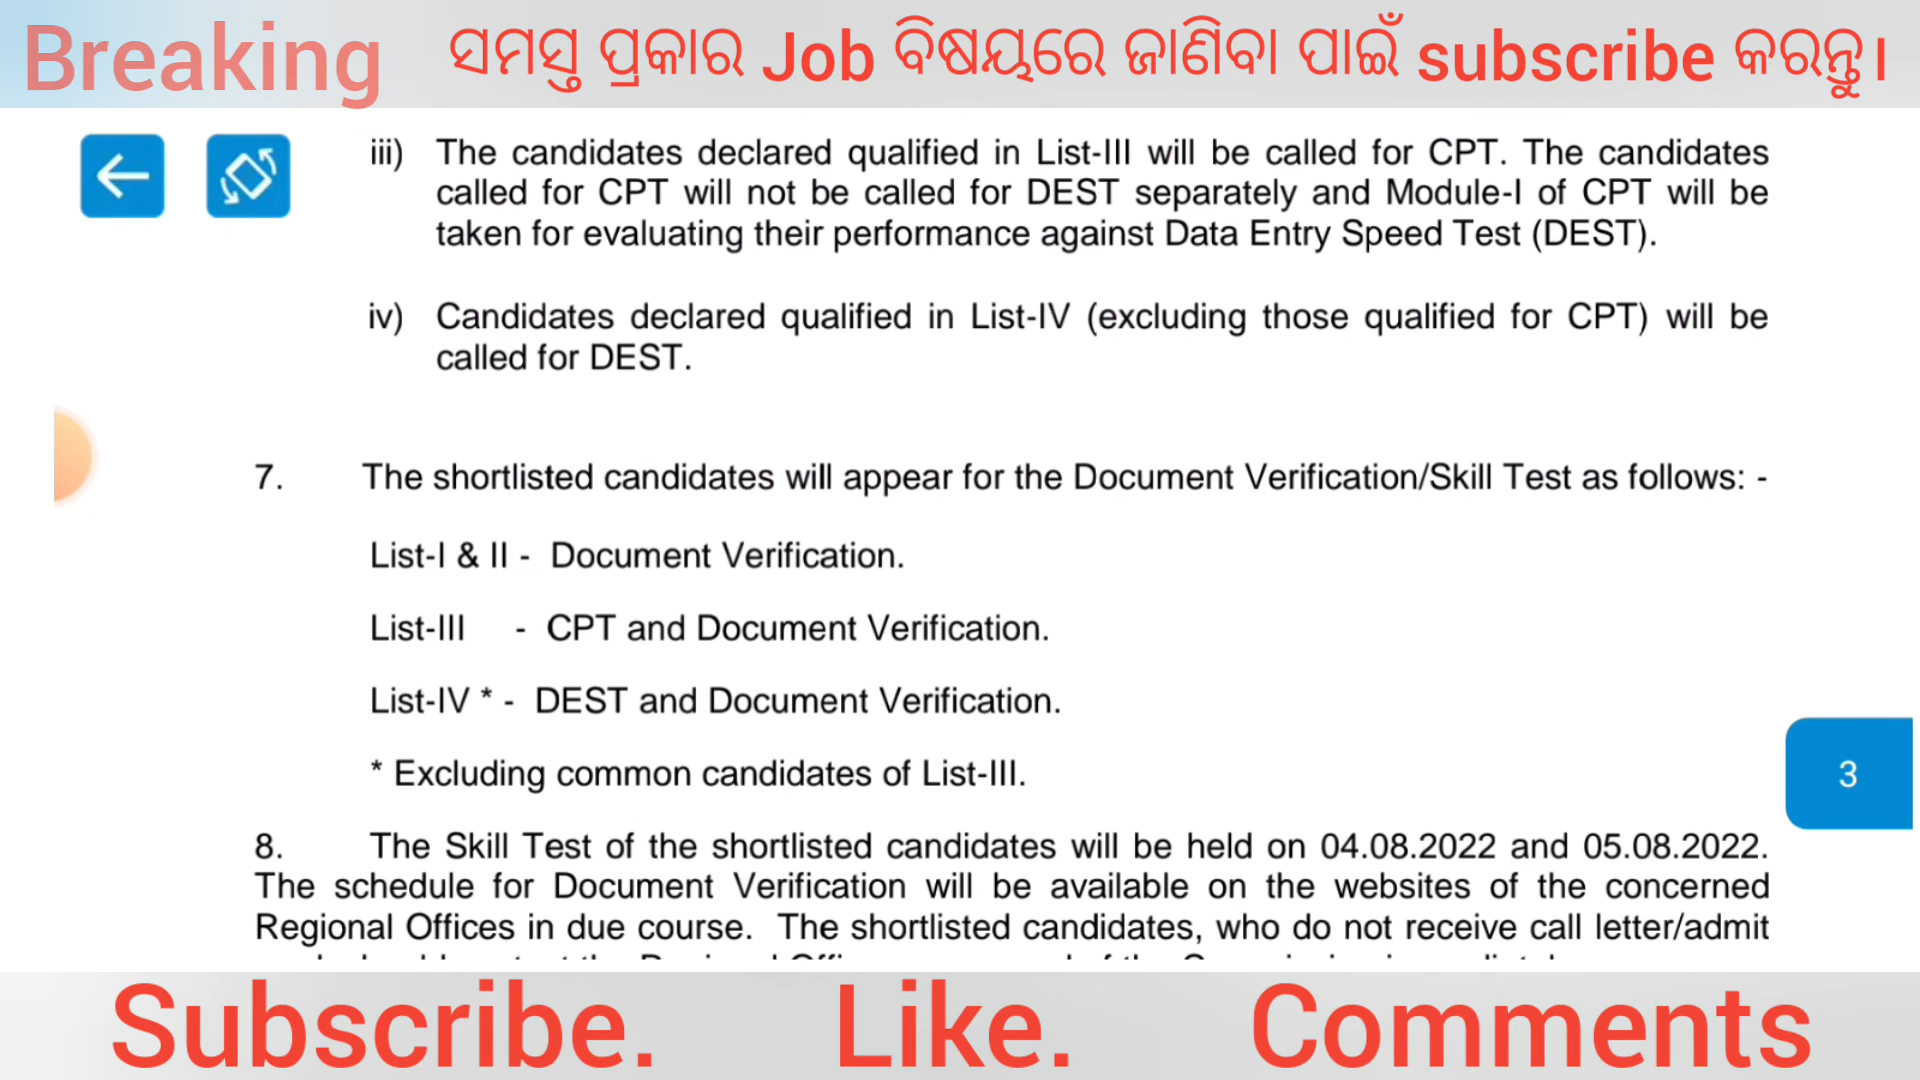 Breaking ସମସ୍ତ ପ୍ରକାର Job ବିଷୟରେ ଜାଣିବା ପାଇଁ subscribe କରନ୍ତୁ।
iii) The candidates declared qualified in List-III will be called for CPT. The candidates
called for CPT will not be called for DEST separately and Module-I of CPT will be
taken for evaluating their performance against Data Entry Speed Test (DEST).
iv) Candidates declared qualified in List-IV (excluding those qualified for CPT) will be
called for DEST.
7. The shortlisted candidates will appear for the Document Verification/Skill Test as follows: -
List-I & II - Document Verification.
List-III - CPT and Document Verification.
List-IV * - DEST and Document Verification.
* Excluding common candidates of List-III.
3
8. The Skill Test of the shortlisted candidates will be held on 04.08.2022 and 05.08.2022.
The schedule for Document Verification will be available on the websites of the concerned
Regional Offices in due course. The shortlisted candidates, who do not receive call letter/admit
Subscribe. Like. Comments